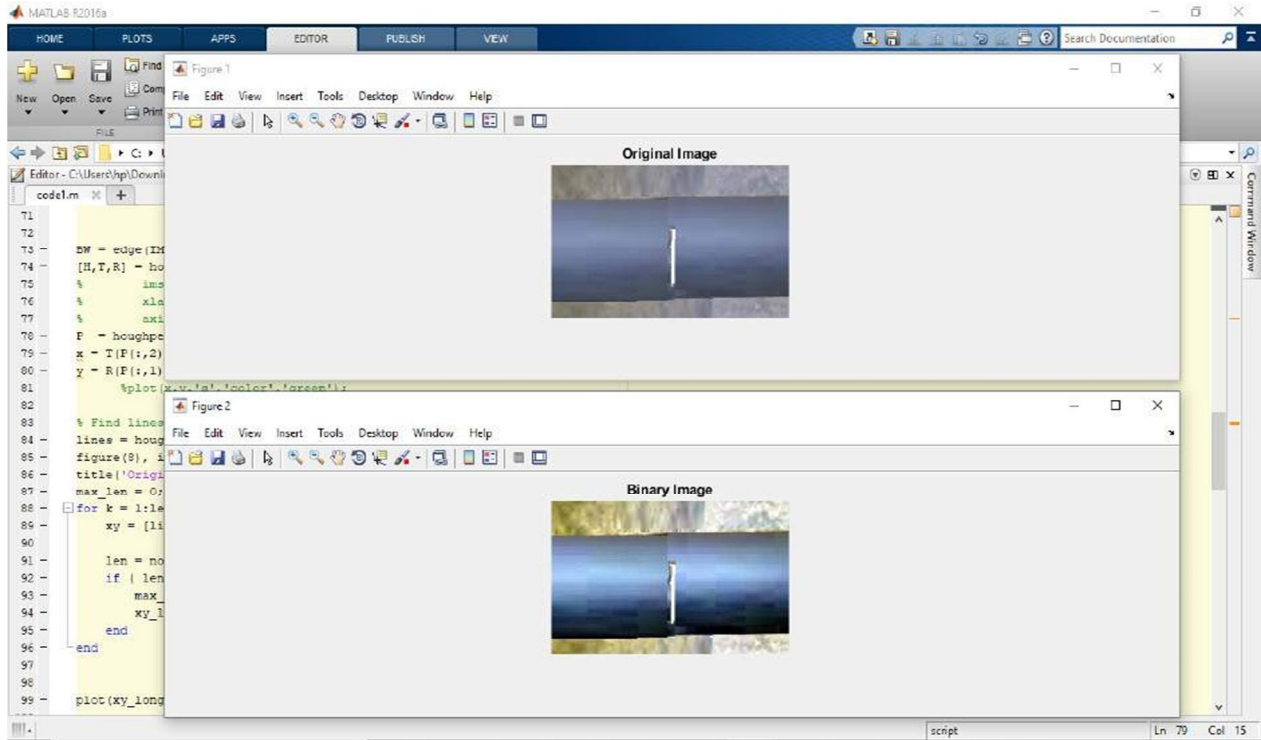 MATLAB R2016a
HOME PLOTS APPS EDITOR PUBLISH VIEW
Search Documentation
New Open Save
Find
Print
FILE
C:
Editor - C:\Users\hp\Downl
code1.m
Command Window
Figure 1
File Edit View Insert Tools Desktop Window Help
Original Image
71
72
73 - BW = edge(IM
74 - [H,T,R] = ho
75 % ims
76 % xla
77 % axi
78 - P = houghpe
79 - x = T(P(:,2)
80 - y = R(P(:,1)
81 %plot(x,y,'s','color','green');
82
83 % Find lines
84 - lines = houg
85 - figure(8), i
86 - title('Origi
87 - max_len = 0;
88 - for k = 1:le
89 - xy = [li
90
91 - len = no
92 - if ( len
93 - max_
94 - xy_l
95 - end
96 - end
97
98
99 - plot(xy_long
Figure 2
File Edit View Insert Tools Desktop Window Help
Binary Image
script
Ln 79 Col 15